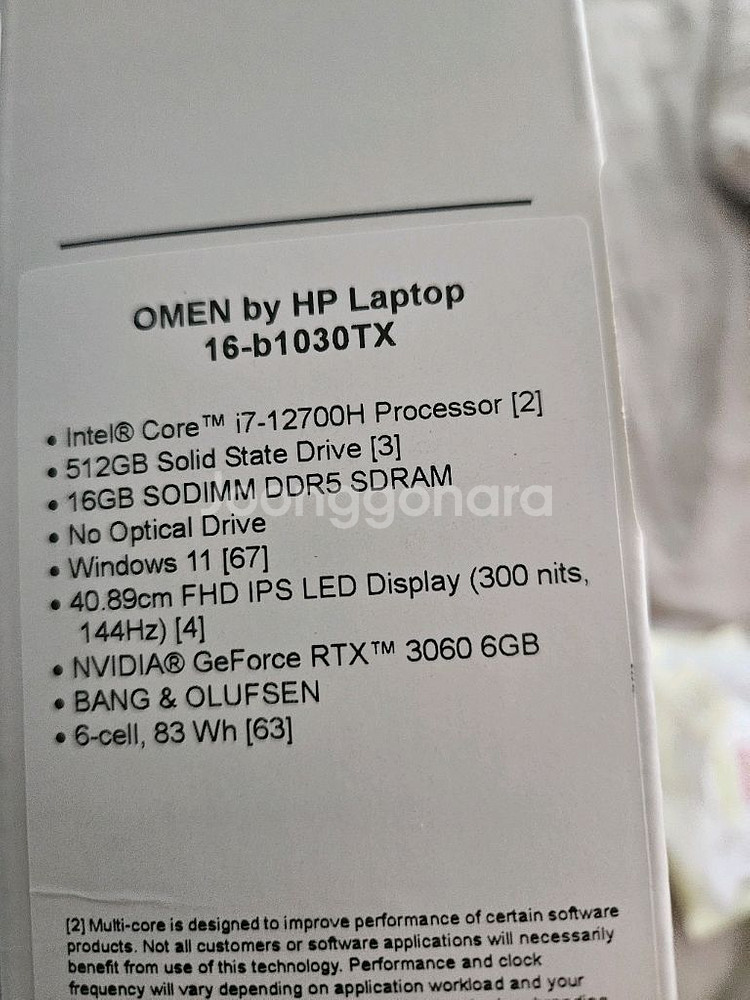 OMEN by HP Laptop
16-b1030TX
• Intel® Core™ i7-12700H Processor [2]
• 512GB Solid State Drive [3]
• 16GB SODIMM DDR5 SDRAM
Joonggonara
• No Optical Drive
• Windows 11 [67]
• 40.89cm FHD IPS LED Display (300 nits,
144Hz) [4]
• NVIDIA® GeForce RTX™ 3060 6GB
• BANG & OLUFSEN
• 6-cell, 83 Wh [63]
[2] Multi-core is designed to improve performance of certain software
products. Not all customers or software applications will necessarily
benefit from use of this technology. Performance and clock
frequency will vary depending on application workload and your